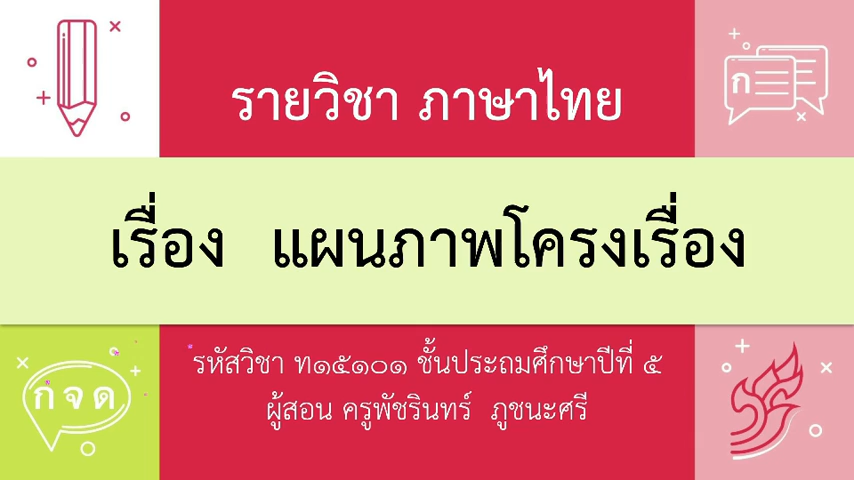 รายวิชา ภาษาไทย
ก
เรื่อง แผนภาพโครงเรื่อง
รหัสวิชา ท๑๕๑๐๑ ชั้นประถมศึกษาปีที่ ๕
ผู้สอน ครูพัชรินทร์ ภูชนะศรี
ก จ ด